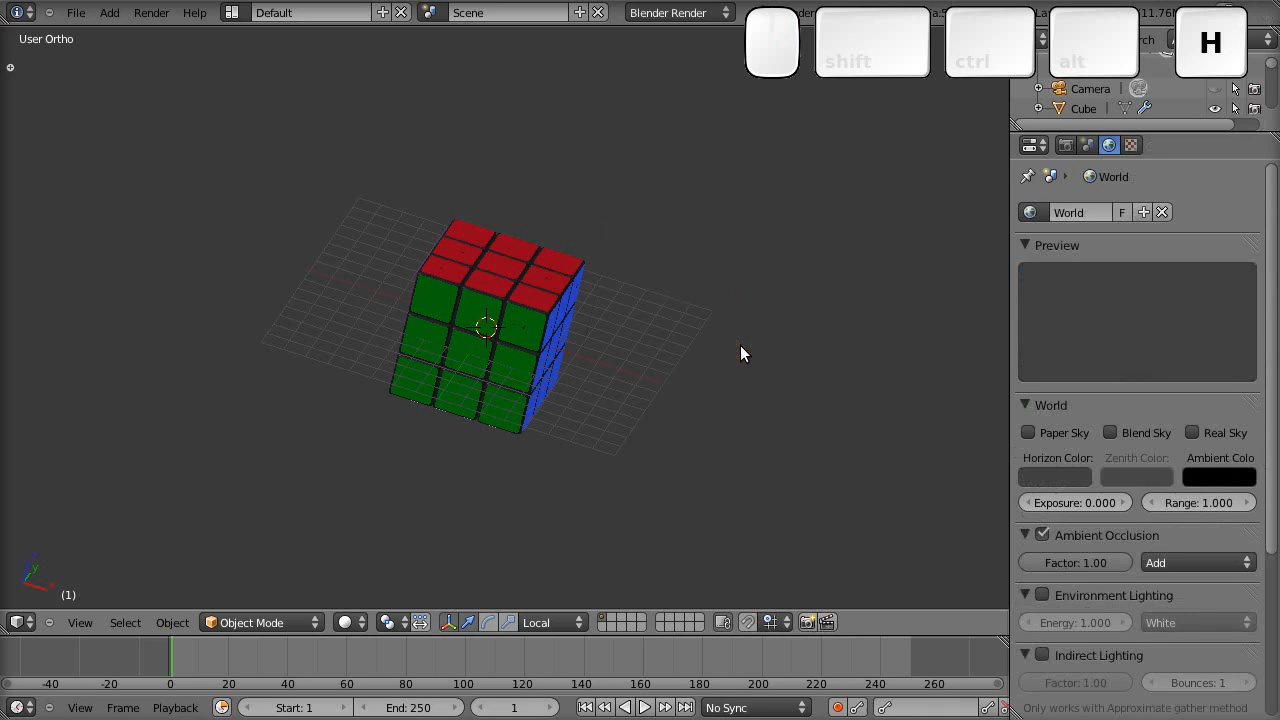 File Add Render Help Default Scene Blender Render 11.76M
User Ortho
shift ctrl alt H
Camera
Cube
World
World F
Preview
World
Paper Sky Blend Sky Real Sky
Horizon Color: Zenith Color: Ambient Colo
Exposure: 0.000 Range: 1.000
Ambient Occlusion
Factor: 1.00 Add
Environment Lighting
Energy: 1.000 White
Indirect Lighting
Factor: 1.00 Bounces: 1
Only works with Approximate gather method
z
y
x
(1)
View Select Object Object Mode Local
-40 -20 0 20 40 60 80 100 120 140 160 180 200 220 240 260
View Frame Playback Start: 1 End: 250 1 No Sync